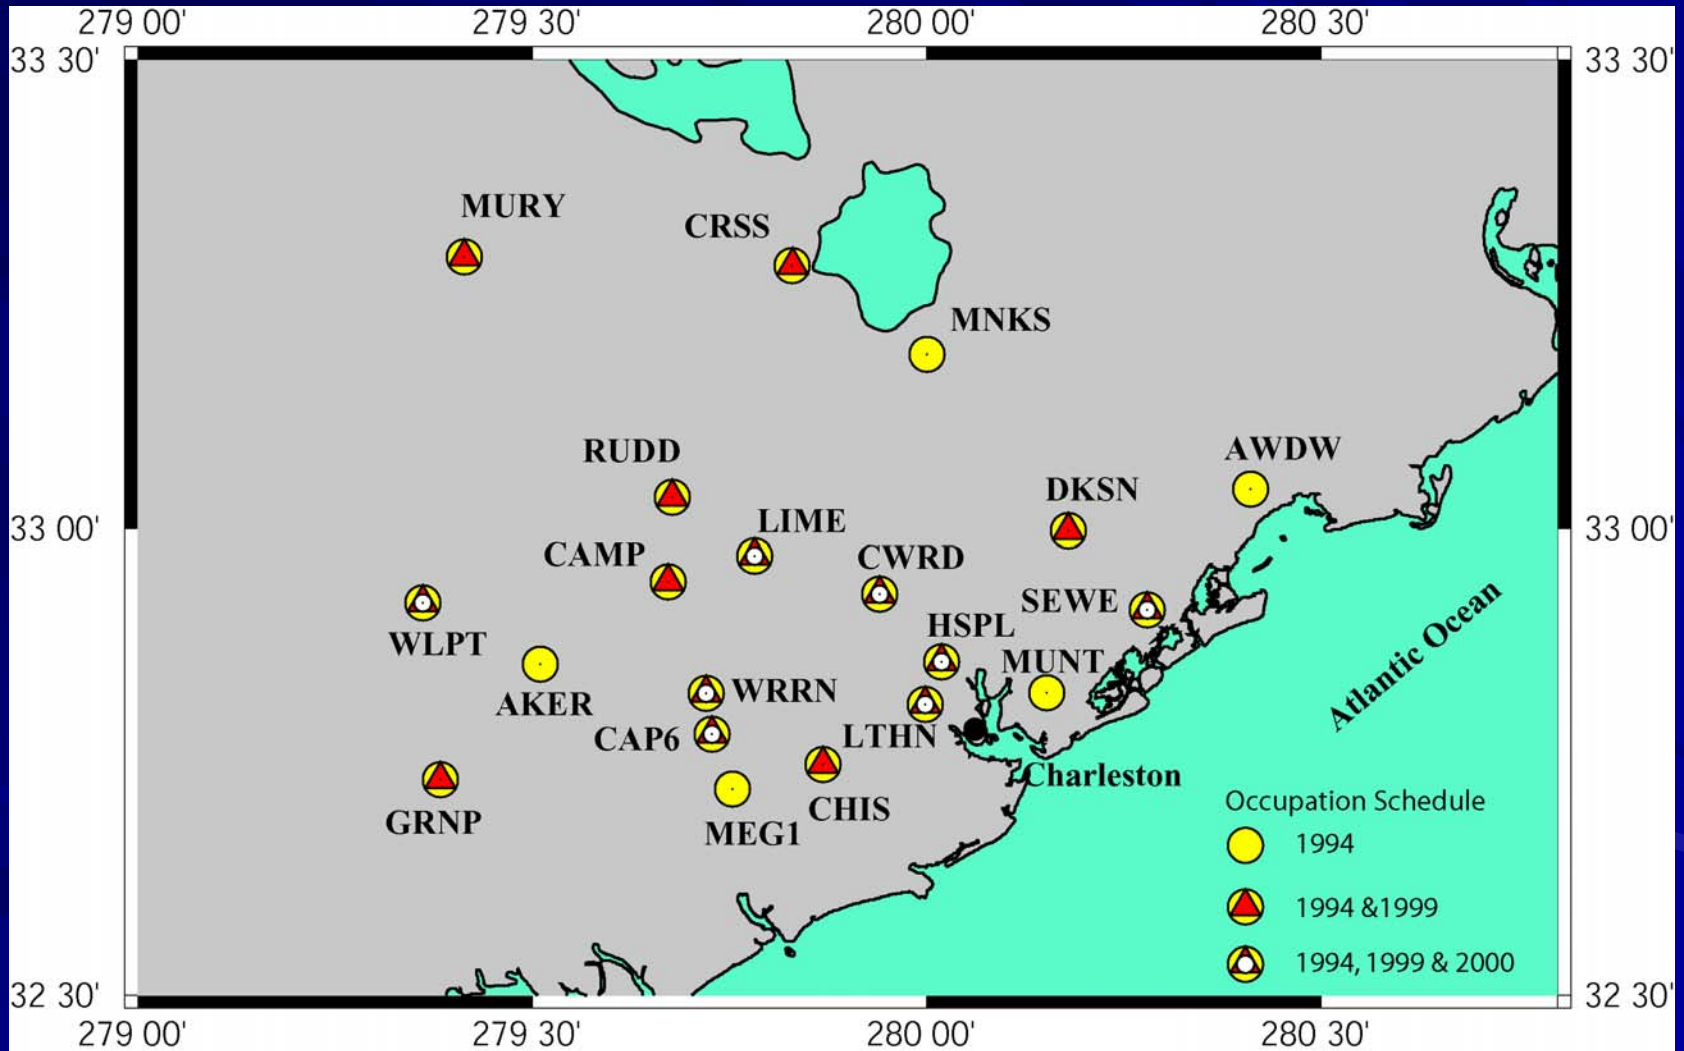 279 00'
279 30'
280 00'
280 30'
33 30'
33 30'
MURY
CRSS
MNKS
RUDD
AWDW
DKSN
LIME
33 00'
33 00'
CAMP
CWRD
SEWE
HSPL
WLPT
MUNT
AKER
WRRN
CAP6
LTHN
Atlantic Ocean
Charleston
GRNP
CHIS
MEG1
Occupation Schedule
1994
1994 &1999
1994, 1999 & 2000
32 30'
32 30'
279 00'
279 30'
280 00'
280 30'